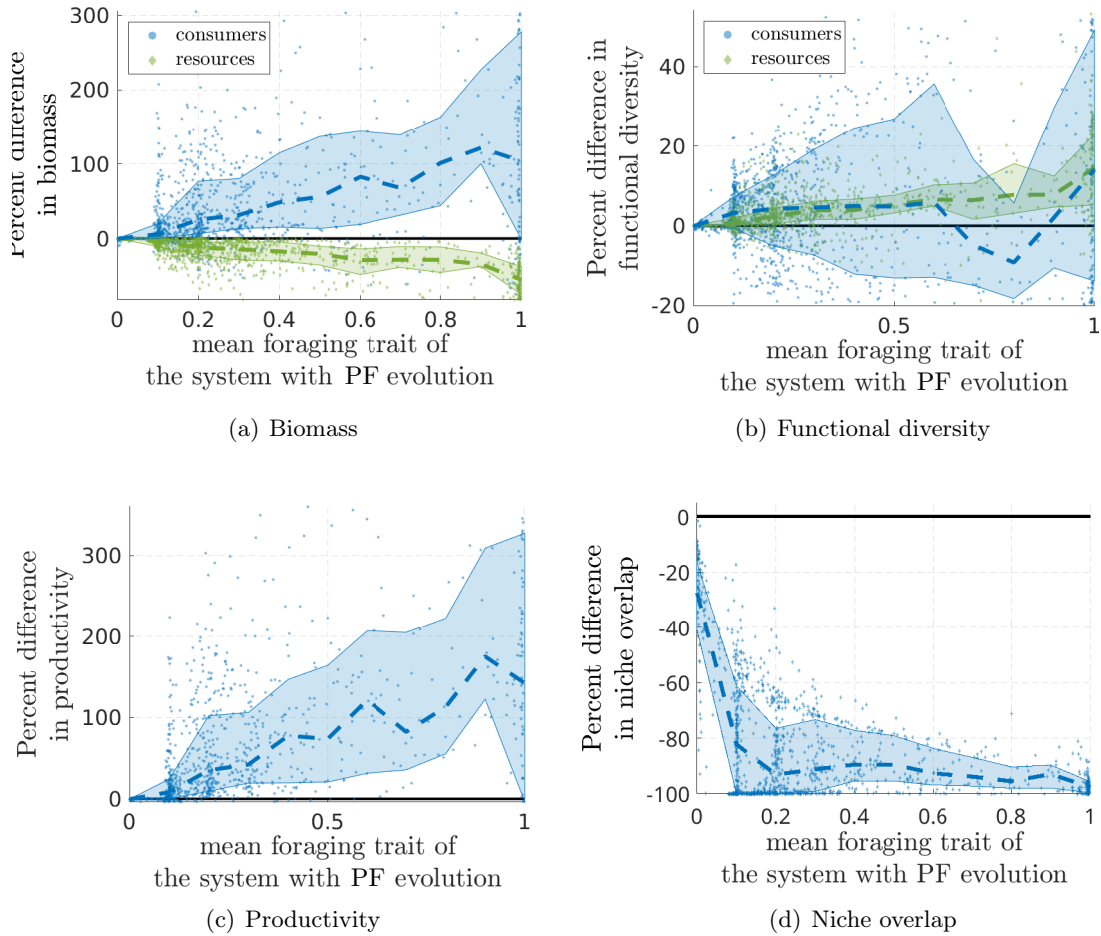 Percent difference
in biomass
300
200
100
0
consumers
resources
0
0.2
0.4
0.6
0.8
1
mean foraging trait of
the system with PF evolution
(a) Biomass
Percent difference in
functional diversity
40
20
0
-20
consumers
resources
0
0.5
1
mean foraging trait of
the system with PF evolution
(b) Functional diversity
Percent difference
in productivity
300
200
100
0
0
0.5
1
mean foraging trait of
the system with PF evolution
(c) Productivity
Percent difference
in niche overlap
0
-20
-40
-60
-80
-100
0
0.2
0.4
0.6
0.8
1
mean foraging trait of
the system with PF evolution
(d) Niche overlap